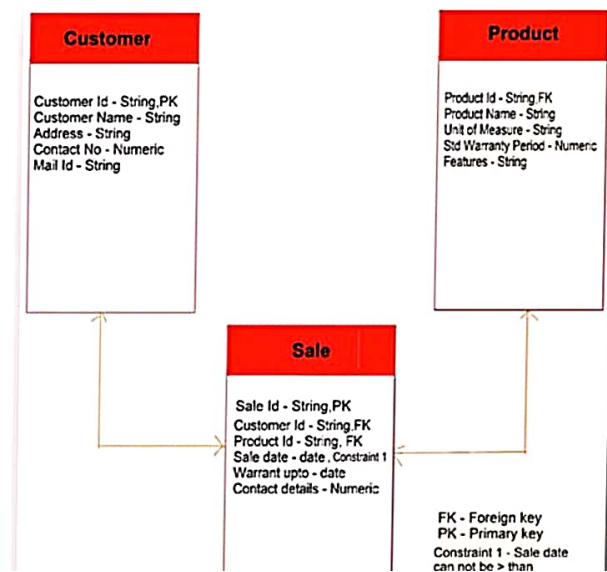 Customer
Customer Id - String,PK
Customer Name - String
Address - String
Contact No - Numeric
Mail Id - String
Product
Product Id - String,FK
Product Name - String
Unit of Measure - String
Std Warranty Period - Numeric
Features - String
Sale
Sale Id - String,PK
Customer Id - String,FK
Product Id - String, FK
Sale date - date , Constraint 1
Warrant upto - date
Contact details - Numeric
FK - Foreign key
PK - Primary key
Constraint 1 - Sale date
can not be > than